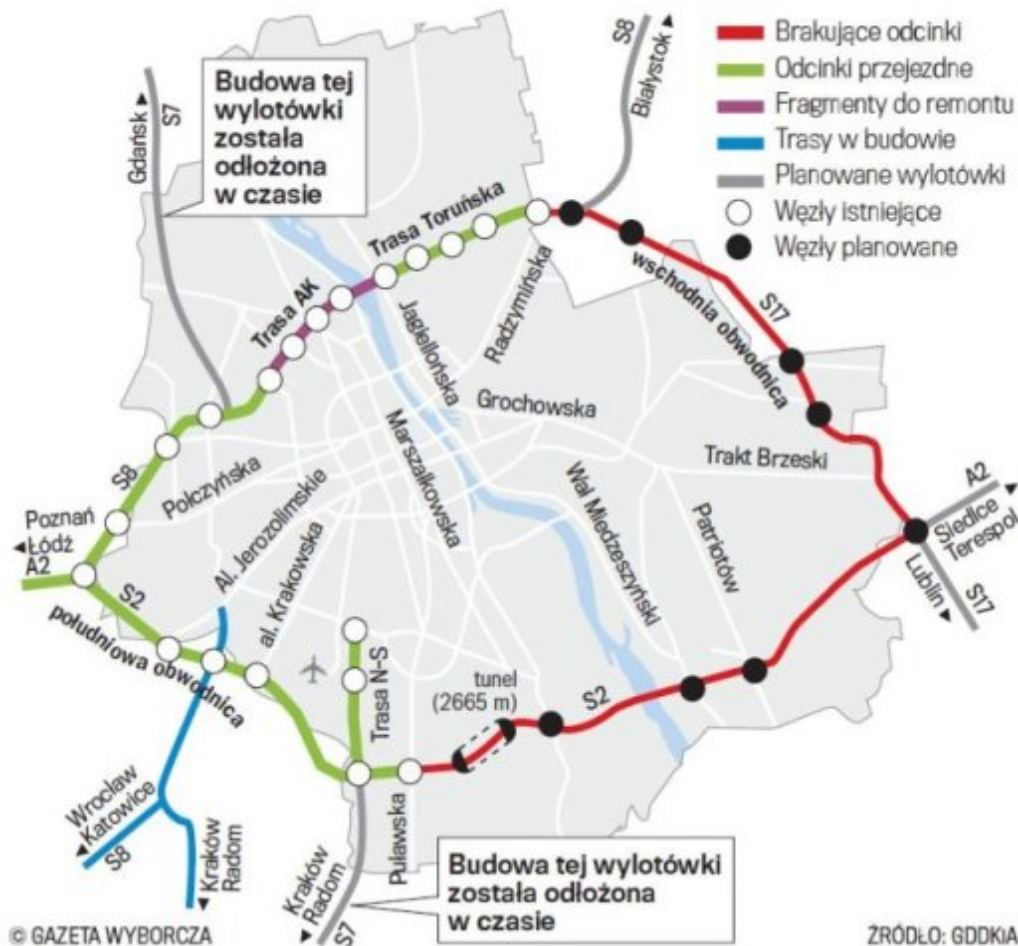 S8
Białystok
Brakujące odcinki
Odcinki przejezdne
Fragmenty do remontu
Trasy w budowie
Planowane wylotówki
Węzły istniejące
Węzły planowane
Gdańsk
S7
Budowa tej
wylotówki
została
odłożona
w czasie
Trasa Toruńska
Trasa AK
Jagiellońska
Radzymińska
wschodnia obwodnica
S17
Grochowska
Marszałkowska
Trakt Brzeski
S8
Połczyńska
Al. Jerozolimskie
al. Krakowska
Wał Miedzeszyński
Patriotów
A2
Siedlce
Terespol
Lublin
S17
Poznań
Łódź
A2
S2
południowa obwodnica
Trasa N-S
tunel
(2665 m)
S2
Puławska
Wrocław
Katowice
S8
Kraków
Radom
Kraków
Radom
S7
Budowa tej wylotówki
została odłożona
w czasie
© GAZETA WYBORCZA
ŹRÓDŁO: GDDKIA